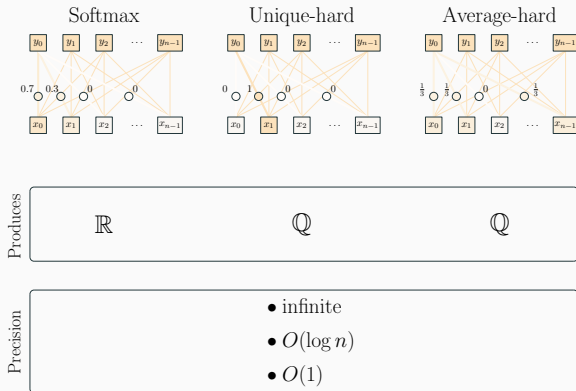 Softmax Unique-hard Average-hard
y₀ y₁ y₂ ⋯ yₙ₋₁ y₀ y₁ y₂ ⋯ yₙ₋₁ y₀ y₁ y₂ ⋯ yₙ₋₁
0.7 0.3 0 0 0 1 0 0 1/3 1/3 0 1/3
x₀ x₁ x₂ ⋯ xₙ₋₁ x₀ x₁ x₂ ⋯ xₙ₋₁ x₀ x₁ x₂ ⋯ xₙ₋₁
Produces
ℝ ℚ ℚ
Precision
• infinite
• O(log n)
• O(1)